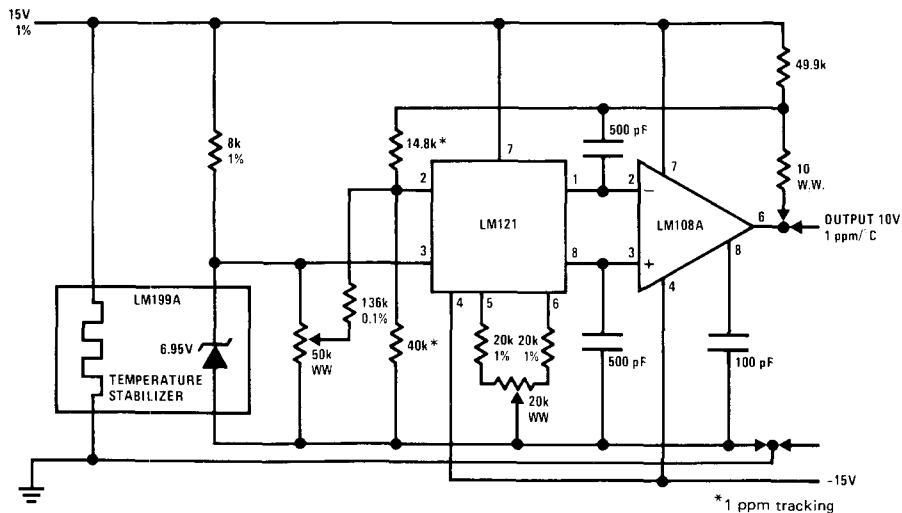 15V
1%
8k
1%
14.8k*
500 pF
49.9k
10
W.W.
7
7
2
1
2
−
LM121
LM108A
6
OUTPUT 10V
1 ppm/°C
3
8
3
+
8
4
5
6
4
LM199A
6.95V
TEMPERATURE
STABILIZER
50k
WW
136k
0.1%
40k*
20k
1%
20k
1%
20k
WW
500 pF
100 pF
-15V
*1 ppm tracking